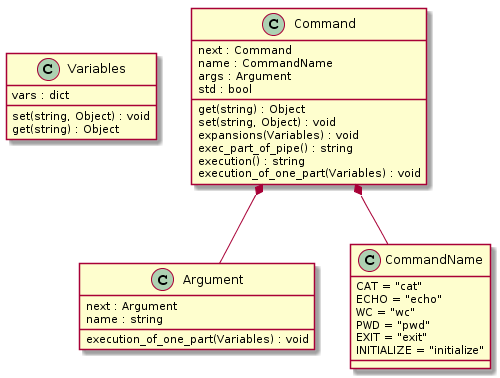 C Variables
vars : dict
set(string, Object) : void
get(string) : Object
C Command
next : Command
name : CommandName
args : Argument
std : bool
get(string) : Object
set(string, Object) : void
expansions(Variables) : void
exec_part_of_pipe() : string
execution() : string
execution_of_one_part(Variables) : void
C Argument
next : Argument
name : string
execution_of_one_part(Variables) : void
C CommandName
CAT = "cat"
ECHO = "echo"
WC = "wc"
PWD = "pwd"
EXIT = "exit"
INITIALIZE = "initialize"